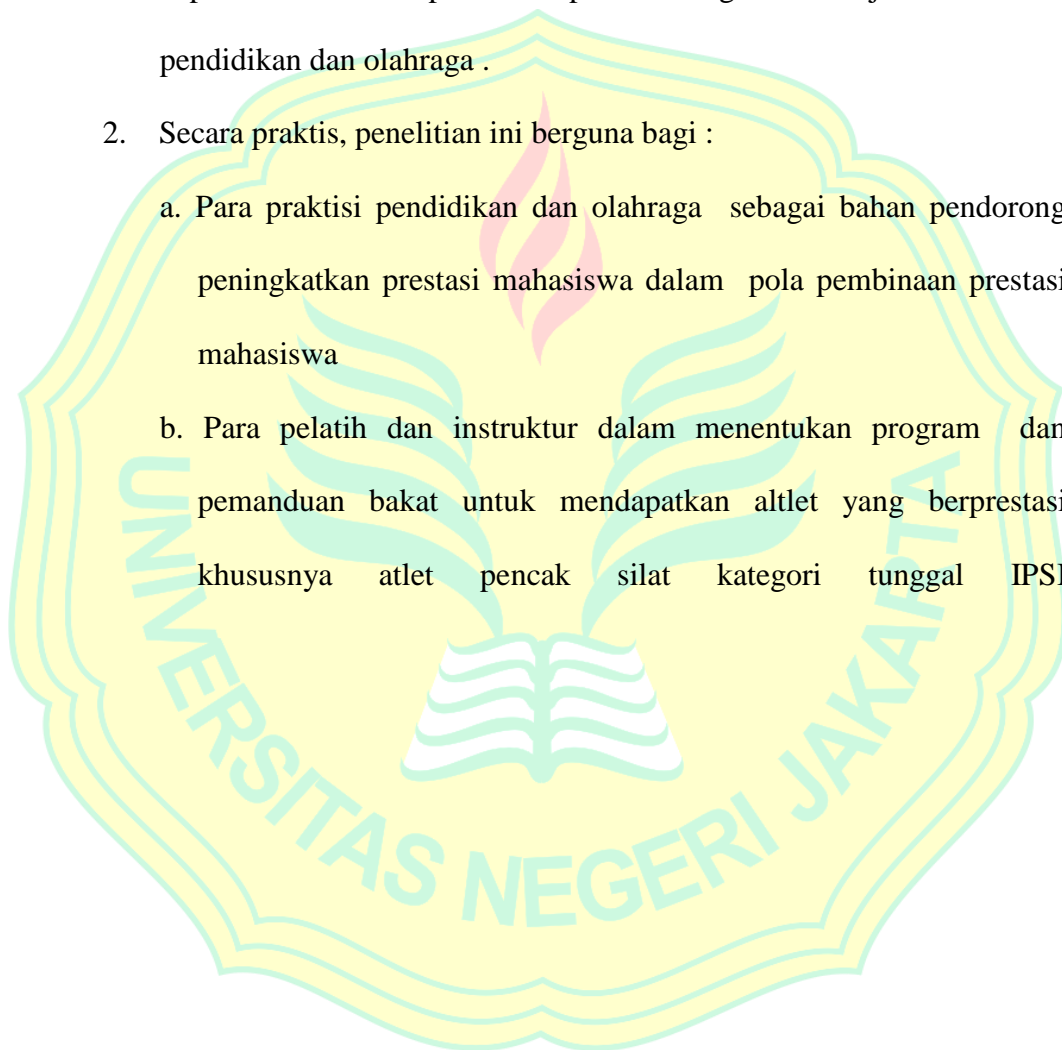 pendidikan dan olahraga .
2. Secara praktis, penelitian ini berguna bagi :
a. Para praktisi pendidikan dan olahraga sebagai bahan pendorong
peningkatkan prestasi mahasiswa dalam pola pembinaan prestasi
mahasiswa
b. Para pelatih dan instruktur dalam menentukan program dan
pemanduan bakat untuk mendapatkan altlet yang berprestasi
khususnya atlet pencak silat kategori tunggal IPSI
UNIVERSITAS NEGERI JAKARTA